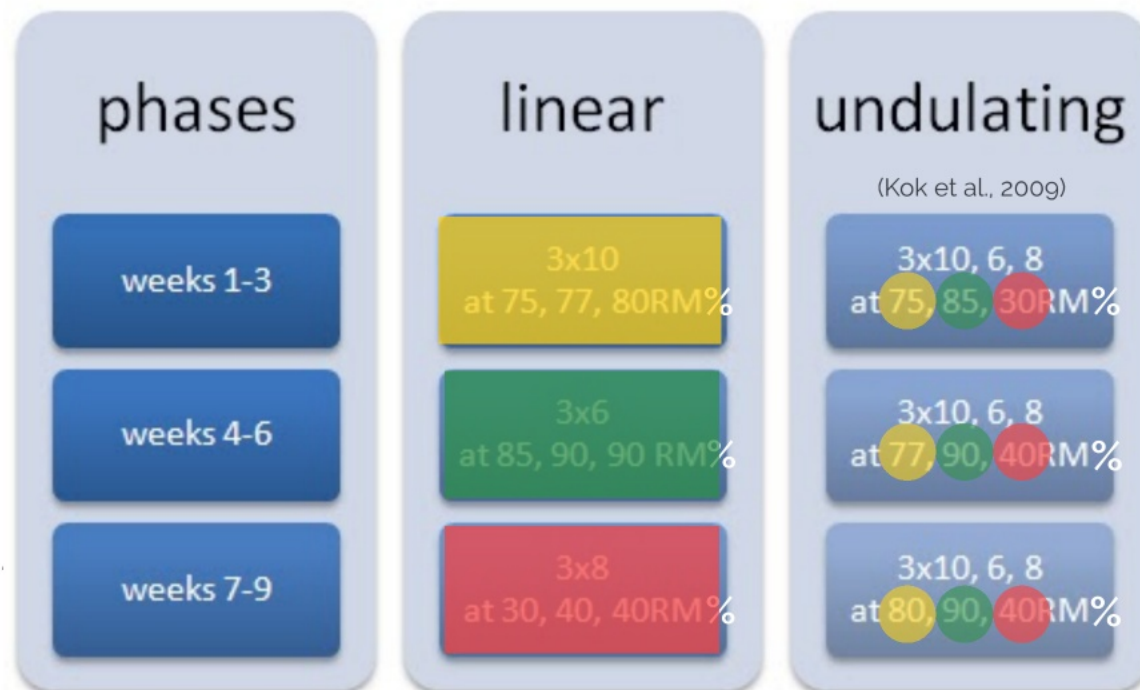 phases
weeks 1-3
weeks 4-6
weeks 7-9
linear
3x10
at 75, 77, 80RM%
3x6
at 85, 90, 90 RM%
3x8
at 30, 40, 40RM%
undulating
(Kok et al., 2009)
3x10, 6, 8
at 75, 85, 30RM%
3x10, 6, 8
at 77, 90, 40RM%
3x10, 6, 8
at 80, 90, 40RM%